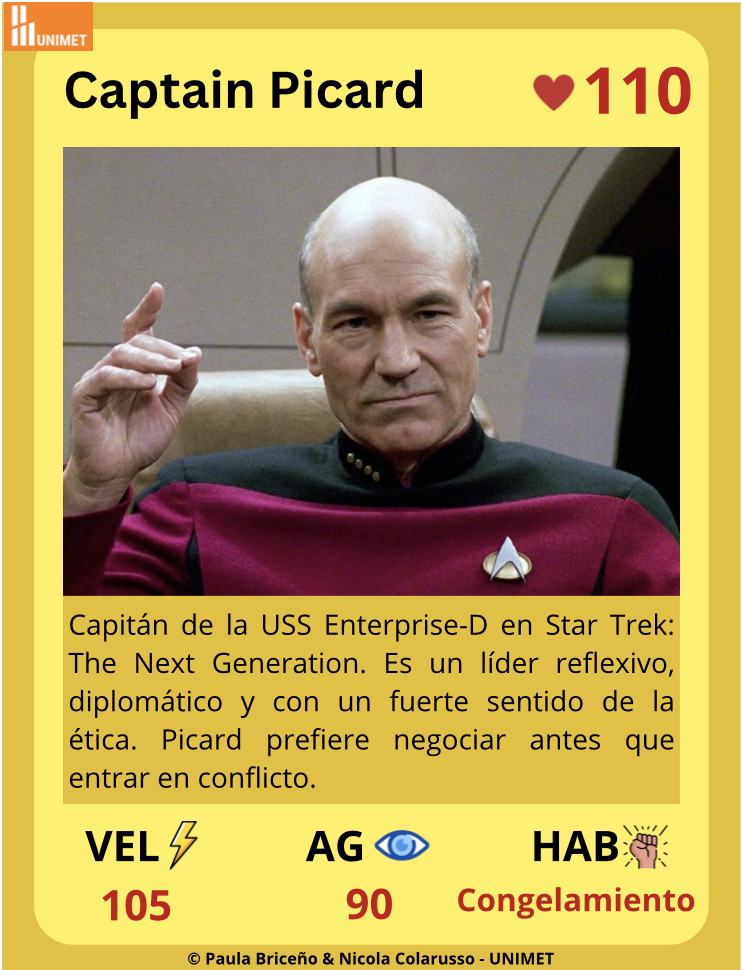 UNIMET
Captain Picard
110
Capitán de la USS Enterprise-D en Star Trek:
The Next Generation. Es un líder reflexivo,
diplomático y con un fuerte sentido de la
ética. Picard prefiere negociar antes que
entrar en conflicto.
VEL AG HAB
105 90 Congelamiento
© Paula Briceño & Nicola Colarusso - UNIMET